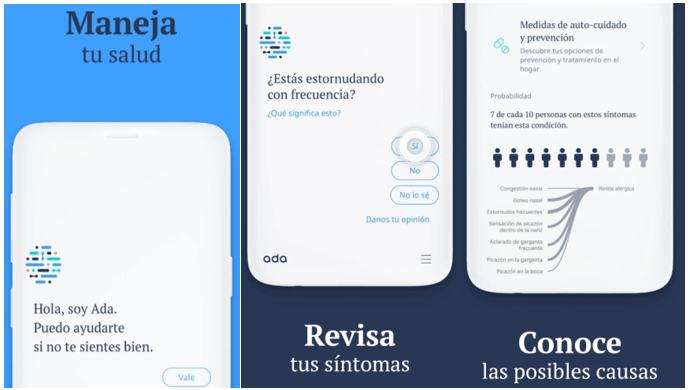 Maneja
tu salud
Hola, soy Ada.
Puedo ayudarte
si no te sientes bien.
Vale
¿Estás estornudando
con frecuencia?
¿Qué significa esto?
Sí
No
No lo sé
Danos tu opinión
ada
Revisa
tus síntomas
Medidas de auto-cuidado
y prevención
Descubre tus opciones de
prevención y tratamiento en el
hogar
Probabilidad
7 de cada 10 personas con estos síntomas
tenían esta condición.
Congestión nasal
Rinitis alérgica
Goteo nasal
Estornudos frecuentes
Sensación de picazón
dentro de la nariz
Aclarado de garganta
frecuente
Picazón en la garganta
Picazón en la boca
Conoce
las posibles causas